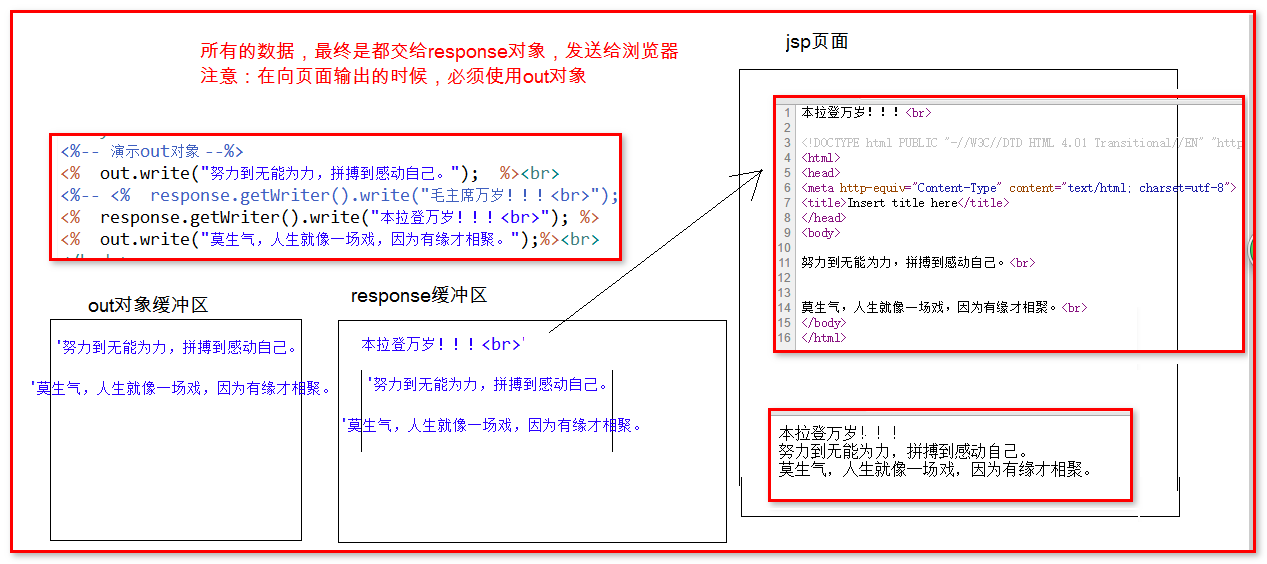 所有的数据，最终是都交给response对象，发送给浏览器
注意：在向页面输出的时候，必须使用out对象
<%-- 演示out对象 --%>
<%  out.write("努力到无能为力，拼搏到感动自己。");  %><br>
<%-- <%  response.getWriter().write("毛主席万岁！！！<br>");
<%  response.getWriter().write("本拉登万岁！！！<br>"); %>
<%  out.write("莫生气，人生就像一场戏，因为有缘才相聚。");%><br>
out对象缓冲区
'努力到无能为力，拼搏到感动自己。
'莫生气，人生就像一场戏，因为有缘才相聚。
response缓冲区
本拉登万岁！！！<br>'
'努力到无能为力，拼搏到感动自己。
'莫生气，人生就像一场戏，因为有缘才相聚。
jsp页面
1 本拉登万岁！！！<br>
2
3 <!DOCTYPE html PUBLIC "-//W3C//DTD HTML 4.01 Transitional//EN" "http
4 <html>
5 <head>
6 <meta http-equiv="Content-Type" content="text/html; charset=utf-8">
7 <title>Insert title here</title>
8 </head>
9 <body>
10
11 努力到无能为力，拼搏到感动自己。<br>
12
13
14 莫生气，人生就像一场戏，因为有缘才相聚。<br>
15 </body>
16 </html>
本拉登万岁！！！
努力到无能为力，拼搏到感动自己。
莫生气，人生就像一场戏，因为有缘才相聚。